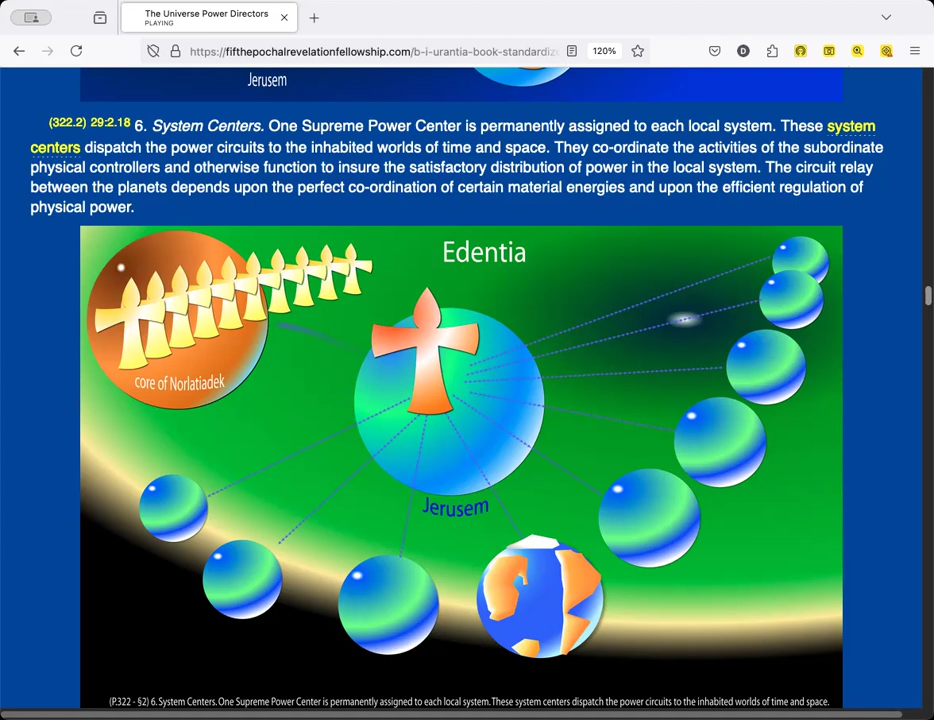 The Universe Power Directors
PLAYING
https://fifthepochalrevelationfellowship.com/b-i-urantia-book-standardiz
120%
Jerusem
(322.2) 29:2.18 6. System Centers. One Supreme Power Center is permanently assigned to each local system. These system
centers dispatch the power circuits to the inhabited worlds of time and space. They co-ordinate the activities of the subordinate
physical controllers and otherwise function to insure the satisfactory distribution of power in the local system. The circuit relay
between the planets depends upon the perfect co-ordination of certain material energies and upon the efficient regulation of
physical power.
Edentia
core of Norlatiadek
Jerusem
(P.322 - §2) 6. System Centers. One Supreme Power Center is permanently assigned to each local system. These system centers dispatch the power circuits to the inhabited worlds of time and space.